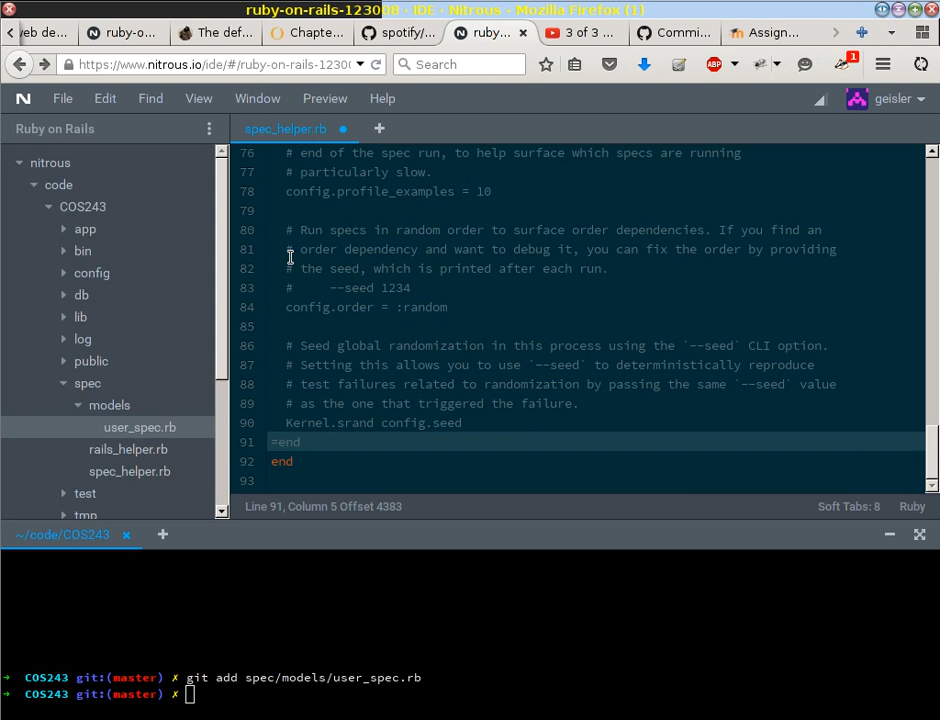 ruby-on-rails-123008 - IDE - Nitrous - Mozilla Firefox (1)
web de...
ruby-o...
The def...
Chapte...
spotify/...
ruby...
3 of 3 ...
Commi...
Assign...
https://www.nitrous.io/ide/#/ruby-on-rails-1230
Search
ABP
1
N File Edit Find View Window Preview Help
geisler
Ruby on Rails
spec_helper.rb
nitrous
code
COS243
app
bin
config
db
lib
log
public
spec
models
user_spec.rb
rails_helper.rb
spec_helper.rb
test
tmp
76 # end of the spec run, to help surface which specs are running
77 # particularly slow.
78 config.profile_examples = 10
79
80 # Run specs in random order to surface order dependencies. If you find an
81 # order dependency and want to debug it, you can fix the order by providing
82 # the seed, which is printed after each run.
83 #     --seed 1234
84 config.order = :random
85
86 # Seed global randomization in this process using the `--seed` CLI option.
87 # Setting this allows you to use `--seed` to deterministically reproduce
88 # test failures related to randomization by passing the same `--seed` value
89 # as the one that triggered the failure.
90 Kernel.srand config.seed
91 =end
92 end
93
Line 91, Column 5 Offset 4383
Soft Tabs: 8 Ruby
~/code/COS243
→ COS243 git:(master) ✗ git add spec/models/user_spec.rb
→ COS243 git:(master) ✗